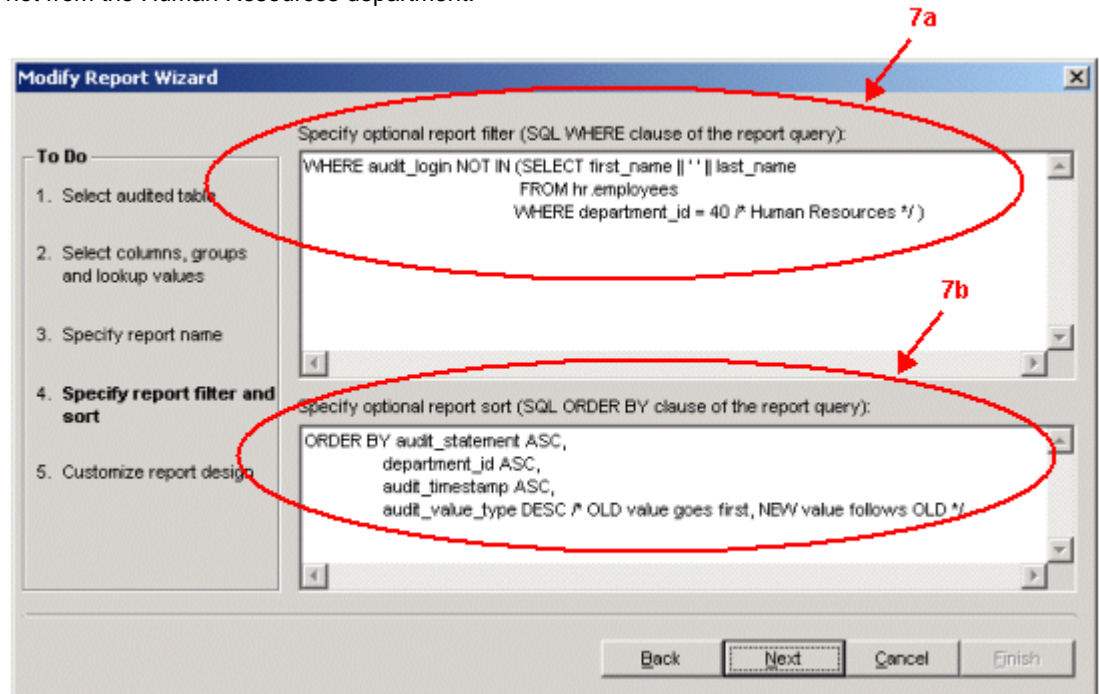 not from the Human Resources department.
7a
Modify Report Wizard
To Do
1. Select audited table
2. Select columns, groups
and lookup values
3. Specify report name
4. Specify report filter and
sort
5. Customize report design
Specify optional report filter (SQL WHERE clause of the report query):
WHERE audit_login NOT IN (SELECT first_name || ' ' || last_name
FROM hr.employees
WHERE department_id = 40 /* Human Resources */ )
7b
Specify optional report sort (SQL ORDER BY clause of the report query):
ORDER BY audit_statement ASC,
department_id ASC,
audit_timestamp ASC,
audit_value_type DESC /* OLD value goes first, NEW value follows OLD */
Back
Next
Cancel
Finish